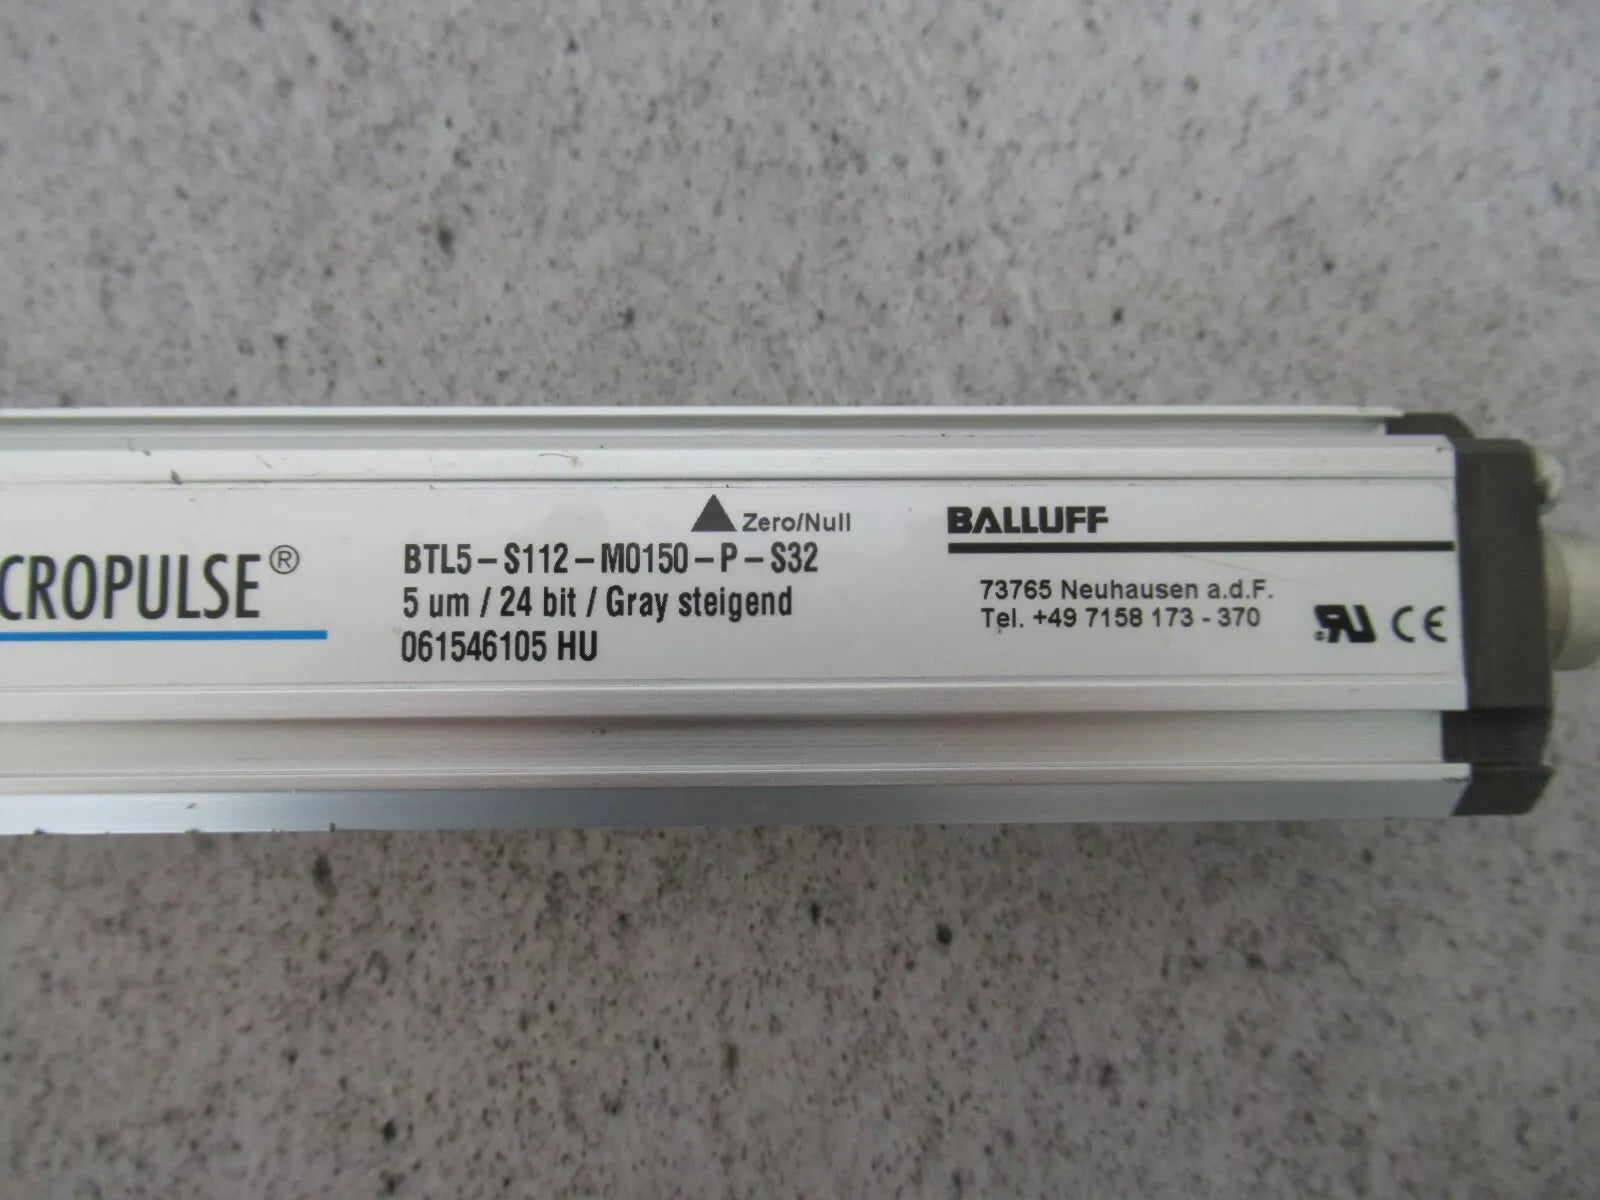 CROPULSE®
Zero/Null
BTL5-S112-M0150-P-S32
5 um / 24 bit / Gray steigend
061546105 HU
BALLUFF
73765 Neuhausen a.d.F.
Tel. +49 7158 173 - 370
CE